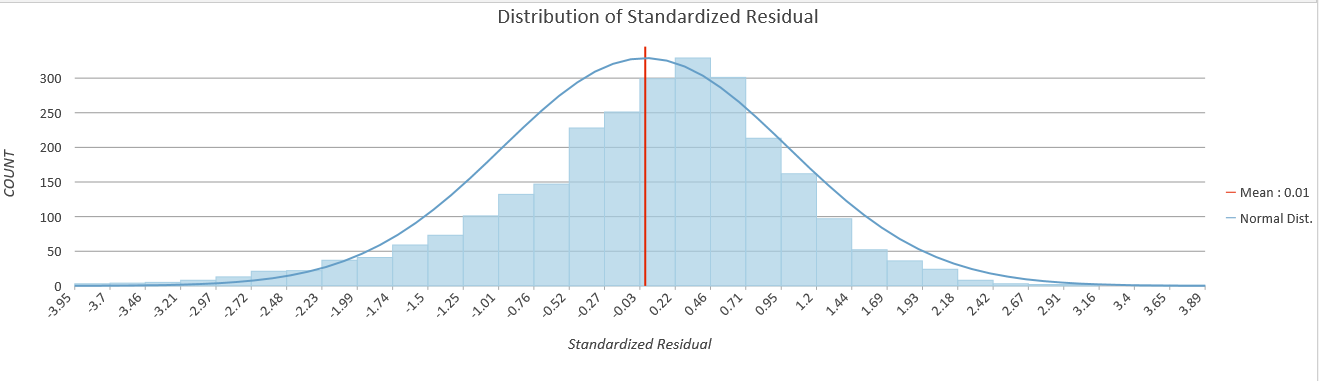 Distribution of Standardized Residual
300
250
200
150
100
50
0
COUNT
-3.95 -3.7 -3.46 -3.21 -2.97 -2.72 -2.48 -2.23 -1.99 -1.74 -1.5 -1.25 -1.01 -0.76 -0.52 -0.27 -0.03 0.22 0.46 0.71 0.95 1.2 1.44 1.69 1.93 2.18 2.42 2.67 2.91 3.16 3.4 3.65 3.89
Standardized Residual
Mean : 0.01
Normal Dist.